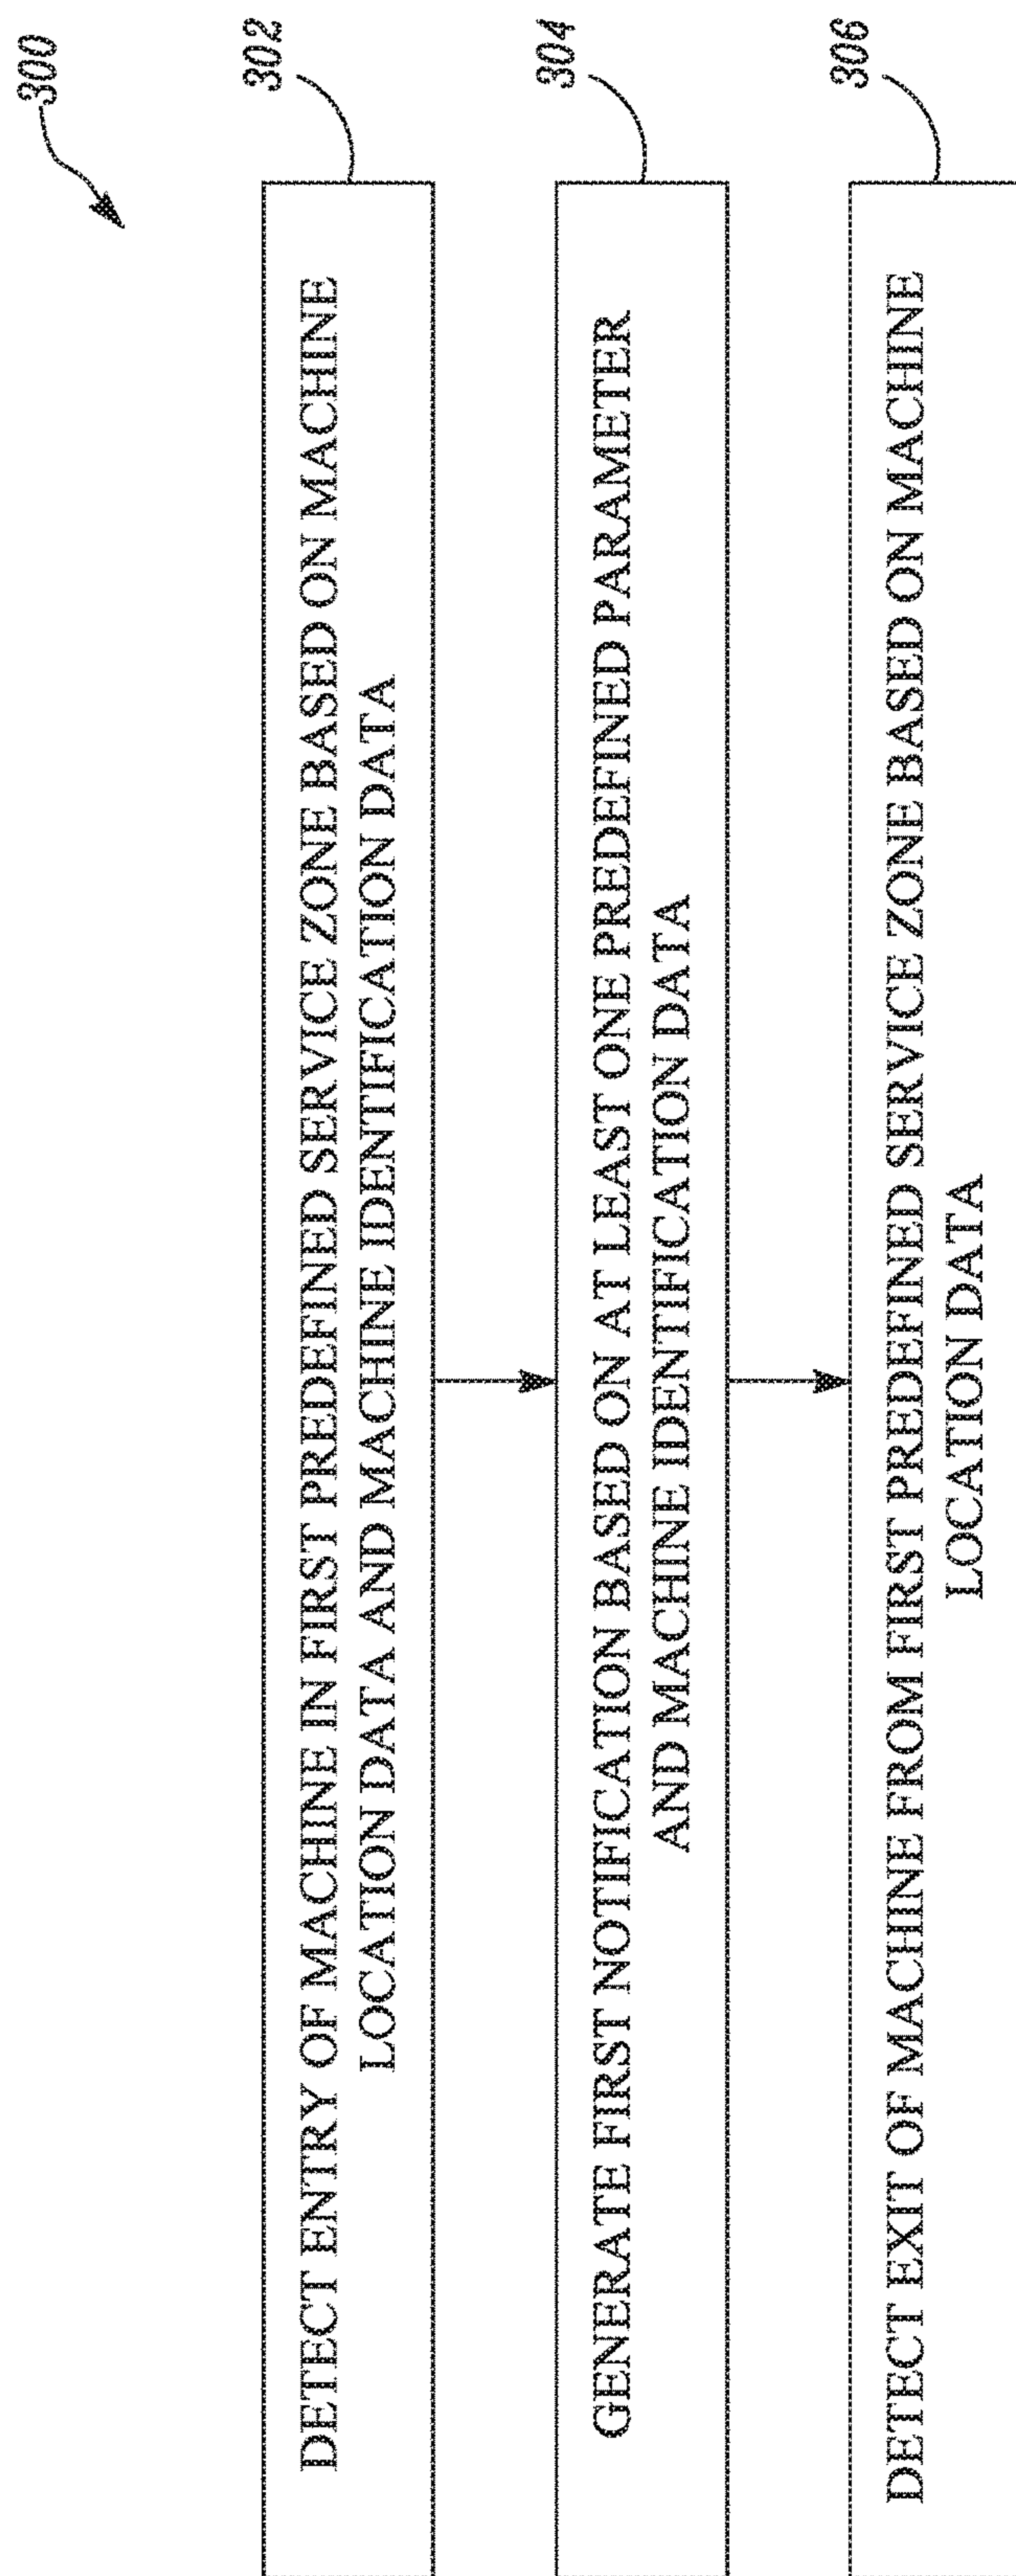 300
302
DETECT ENTRY OF MACHINE IN FIRST PREDEFINED SERVICE ZONE BASED ON MACHINE
LOCATION DATA AND MACHINE IDENTIFICATION DATA
304
GENERATE FIRST NOTIFICATION BASED ON AT LEAST ONE PREDEFINED PARAMETER
AND MACHINE IDENTIFICATION DATA
306
DETECT EXIT OF MACHINE FROM FIRST PREDEFINED SERVICE ZONE BASED ON MACHINE
LOCATION DATA